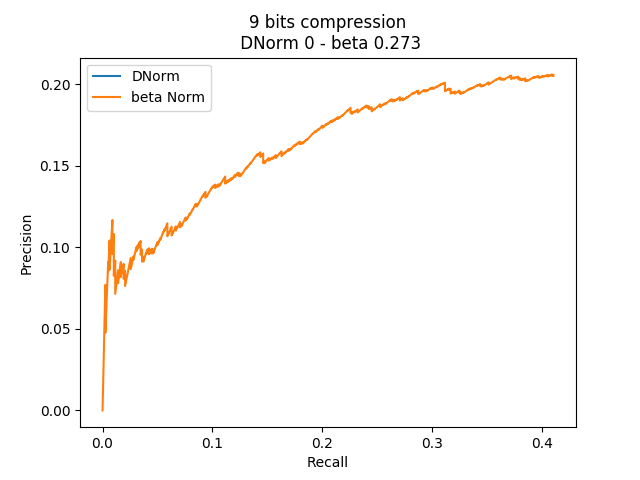 9 bits compression
DNorm 0 - beta 0.273
DNorm
beta Norm
0.20
0.15
0.10
0.05
0.00
Precision
0.0 0.1 0.2 0.3 0.4
Recall